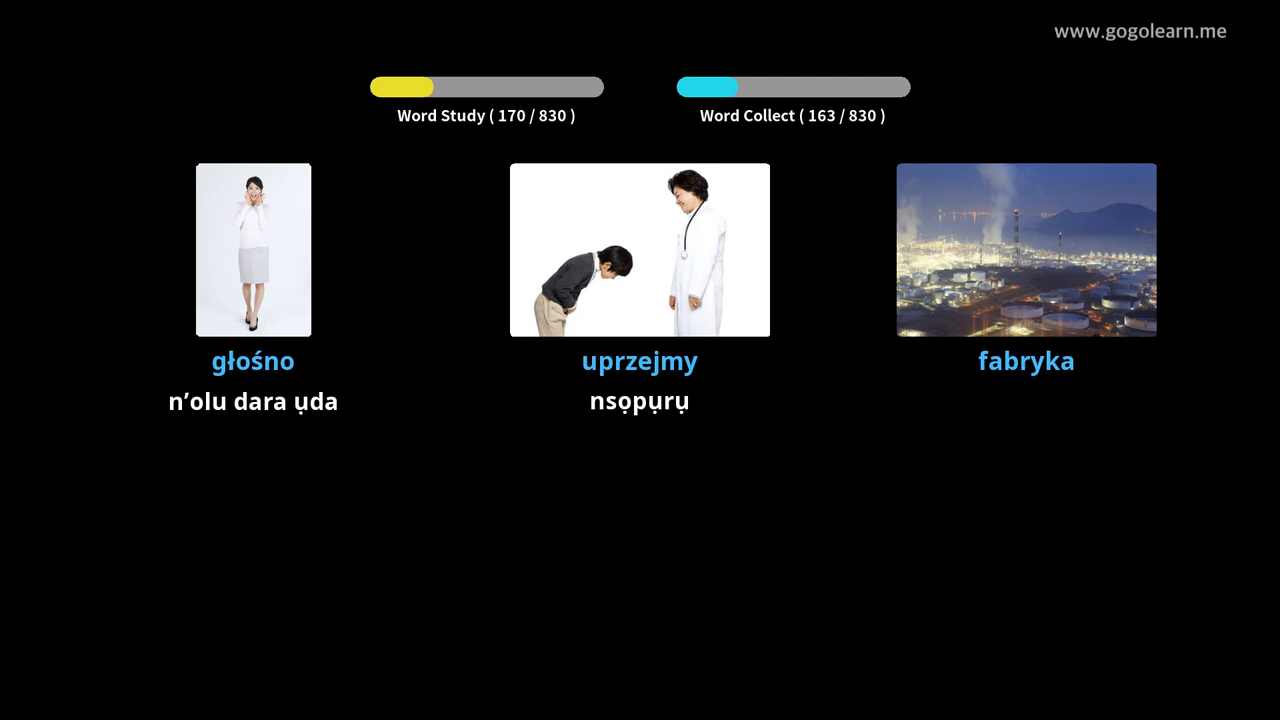 www.gogolearn.me
Word Study ( 170 / 830 )
Word Collect ( 163 / 830 )
głośno
uprzejmy
fabryka
n’olu dara ụda
nsọpụrụ